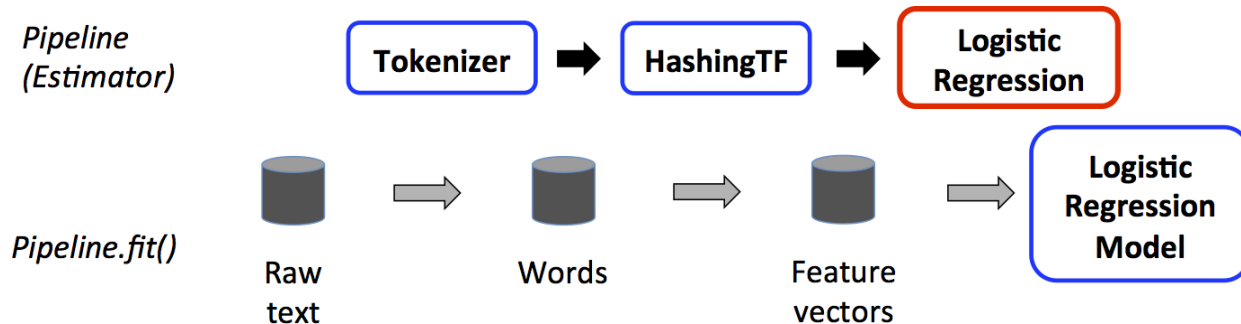 Pipeline
(Estimator)
Tokenizer
HashingTF
Logistic
Regression
Pipeline.fit()
Raw
text
Words
Feature
vectors
Logistic
Regression
Model